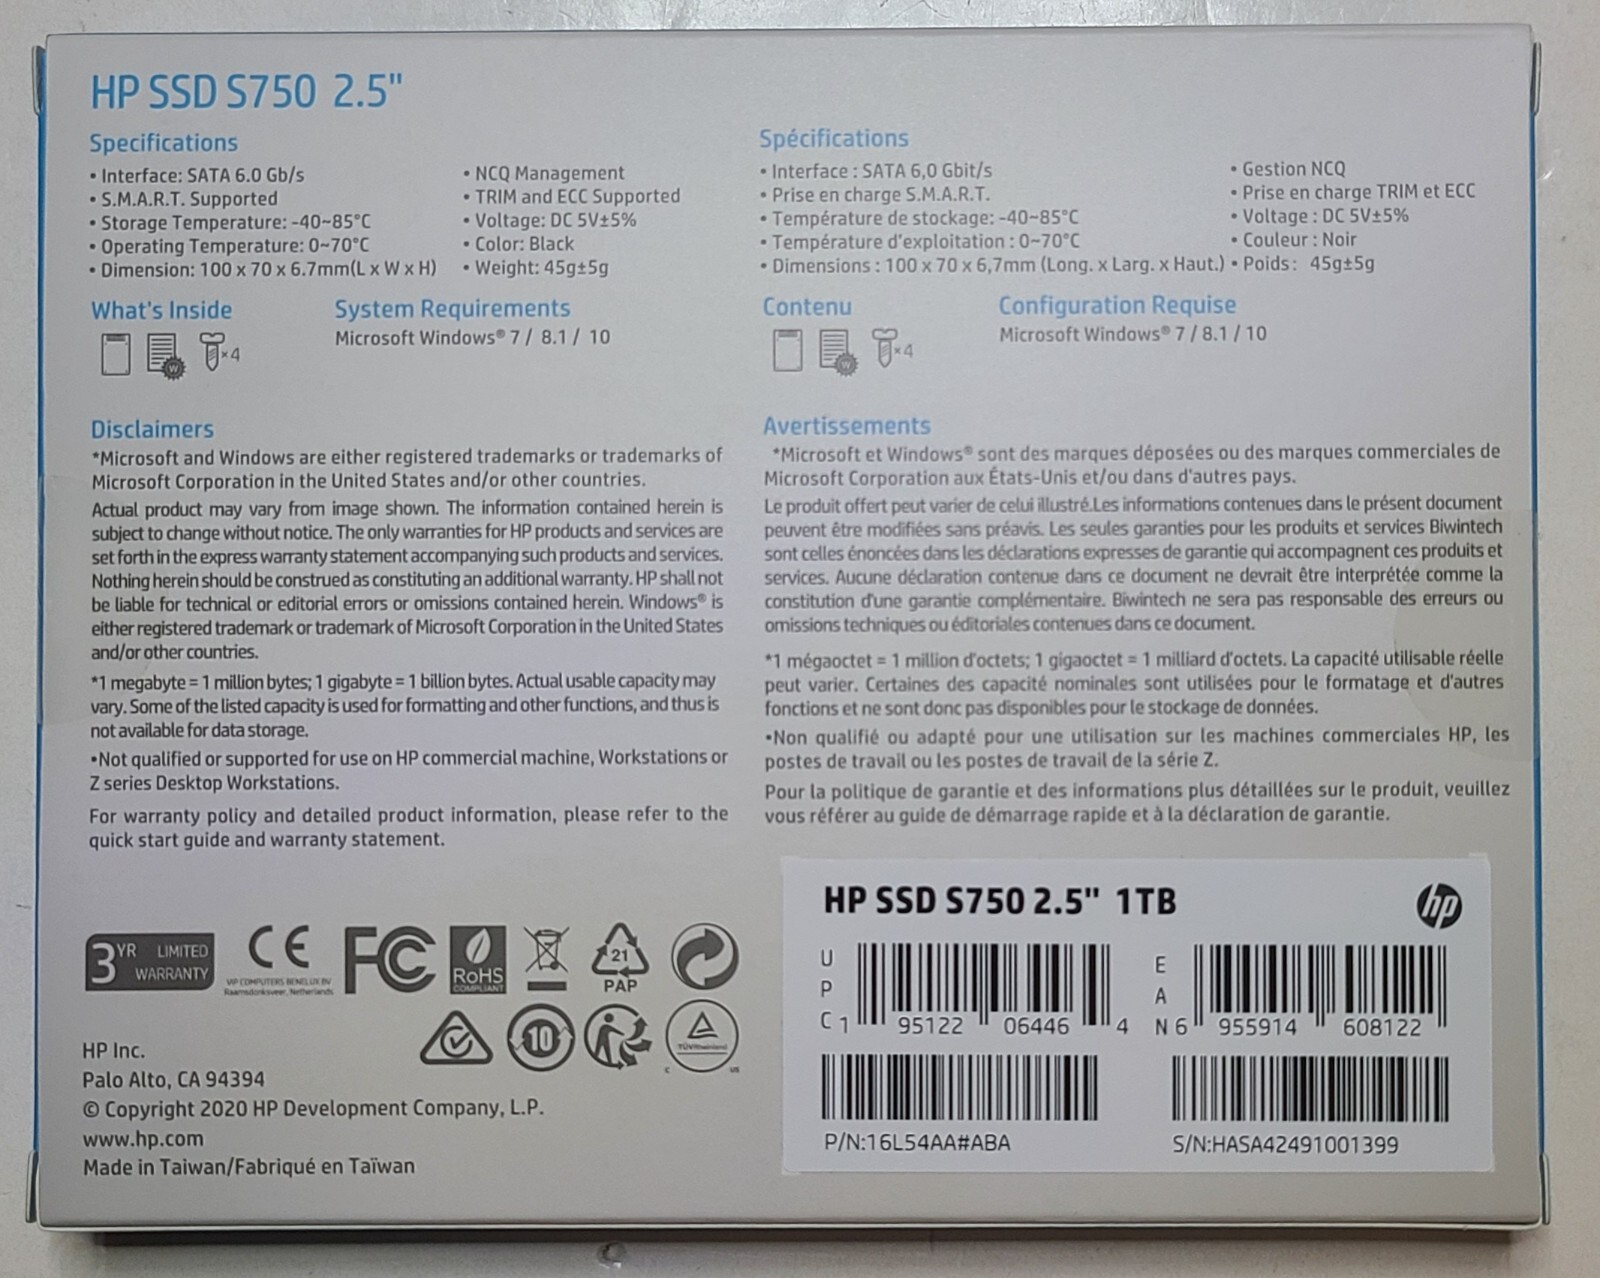 HP SSD S750 2.5"
Specifications
• Interface: SATA 6.0 Gb/s
• S.M.A.R.T. Supported
• Storage Temperature: -40~85°C
• Operating Temperature: 0~70°C
• Dimension: 100 x 70 x 6.7mm(L x W x H)
• NCQ Management
• TRIM and ECC Supported
• Voltage: DC 5V±5%
• Color: Black
• Weight: 45g±5g
What's Inside
x4
System Requirements
Microsoft Windows® 7 / 8.1 / 10
Disclaimers
*Microsoft and Windows are either registered trademarks or trademarks of
Microsoft Corporation in the United States and/or other countries.
Actual product may vary from image shown. The information contained herein is
subject to change without notice. The only warranties for HP products and services are
set forth in the express warranty statement accompanying such products and services.
Nothing herein should be construed as constituting an additional warranty. HP shall not
be liable for technical or editorial errors or omissions contained herein. Windows® is
either registered trademark or trademark of Microsoft Corporation in the United States
and/or other countries.
*1 megabyte = 1 million bytes; 1 gigabyte = 1 billion bytes. Actual usable capacity may
vary. Some of the listed capacity is used for formatting and other functions, and thus is
not available for data storage.
•Not qualified or supported for use on HP commercial machine, Workstations or
Z series Desktop Workstations.
For warranty policy and detailed product information, please refer to the
quick start guide and warranty statement.
Spécifications
• Interface : SATA 6,0 Gbit/s
• Prise en charge S.M.A.R.T.
• Température de stockage: -40~85°C
• Température d'exploitation : 0~70°C
• Dimensions : 100 x 70 x 6,7mm (Long. x Larg. x Haut.)
• Gestion NCQ
• Prise en charge TRIM et ECC
• Voltage : DC 5V±5%
• Couleur : Noir
• Poids : 45g±5g
Contenu
x4
Configuration Requise
Microsoft Windows® 7 / 8.1 / 10
Avertissements
*Microsoft et Windows® sont des marques déposées ou des marques commerciales de
Microsoft Corporation aux États-Unis et/ou dans d'autres pays.
Le produit offert peut varier de celui illustré.Les informations contenues dans le présent document
peuvent être modifiées sans préavis. Les seules garanties pour les produits et services Biwintech
sont celles énoncées dans les déclarations expresses de garantie qui accompagnent ces produits et
services. Aucune déclaration contenue dans ce document ne devrait être interprétée comme la
constitution d'une garantie complémentaire. Biwintech ne sera pas responsable des erreurs ou
omissions techniques ou éditoriales contenues dans ce document.
*1 mégaoctet = 1 million d'octets; 1 gigaoctet = 1 milliard d'octets. La capacité utilisable réelle
peut varier. Certaines des capacité nominales sont utilisées pour le formatage et d'autres
fonctions et ne sont donc pas disponibles pour le stockage de données.
•Non qualifié ou adapté pour une utilisation sur les machines commerciales HP, les
postes de travail ou les postes de travail de la série Z.
Pour la politique de garantie et des informations plus détaillées sur le produit, veuillez
vous référer au guide de démarrage rapide et à la déclaration de garantie.
3 YR LIMITED
WARRANTY
CE
VIP COMPUTERS BENELUX BV
Raamsdonksveer, Netherlands
FC
RoHS
COMPLIANT
21
PAP
10
TÜVRheinland
C US
HP Inc.
Palo Alto, CA 94394
© Copyright 2020 HP Development Company, L.P.
www.hp.com
Made in Taiwan/Fabriqué en Taïwan
HP SSD S750 2.5" 1TB
hp
UPC 1 95122 06446 4
EAN 6 955914 608122
P/N:16L54AA#ABA
S/N:HASA42491001399